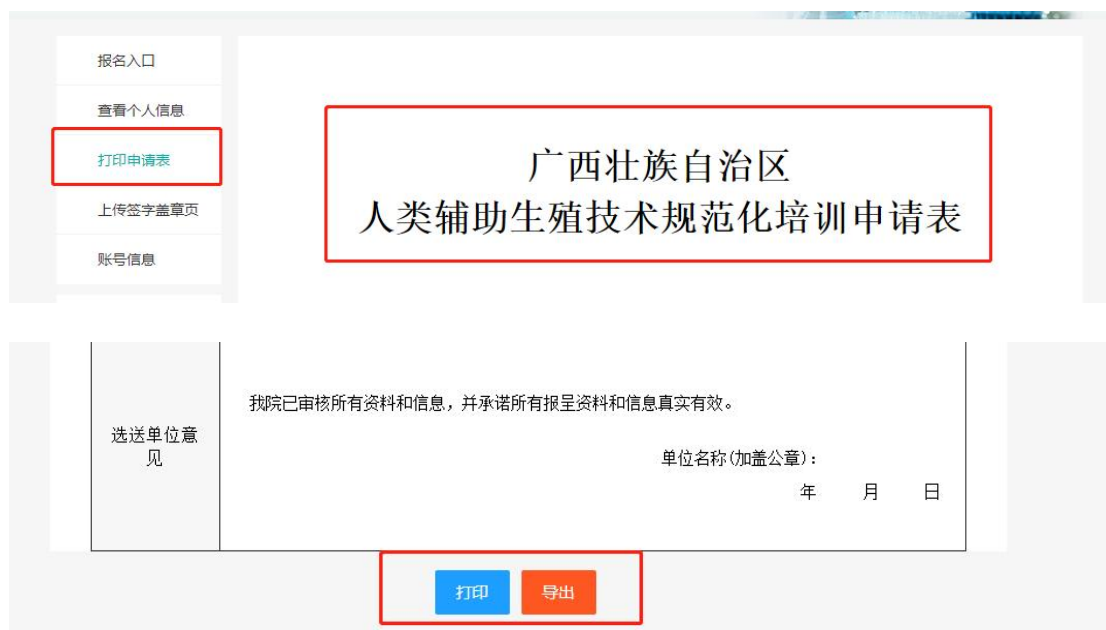 报名入口
查看个人信息
打印申请表
上传签字盖章页
账号信息
广西壮族自治区
人类辅助生殖技术规范化培训申请表
选送单位意
见
我院已审核所有资料和信息，并承诺所有报呈资料和信息真实有效。
单位名称(加盖公章)：
年 月 日
打印 导出